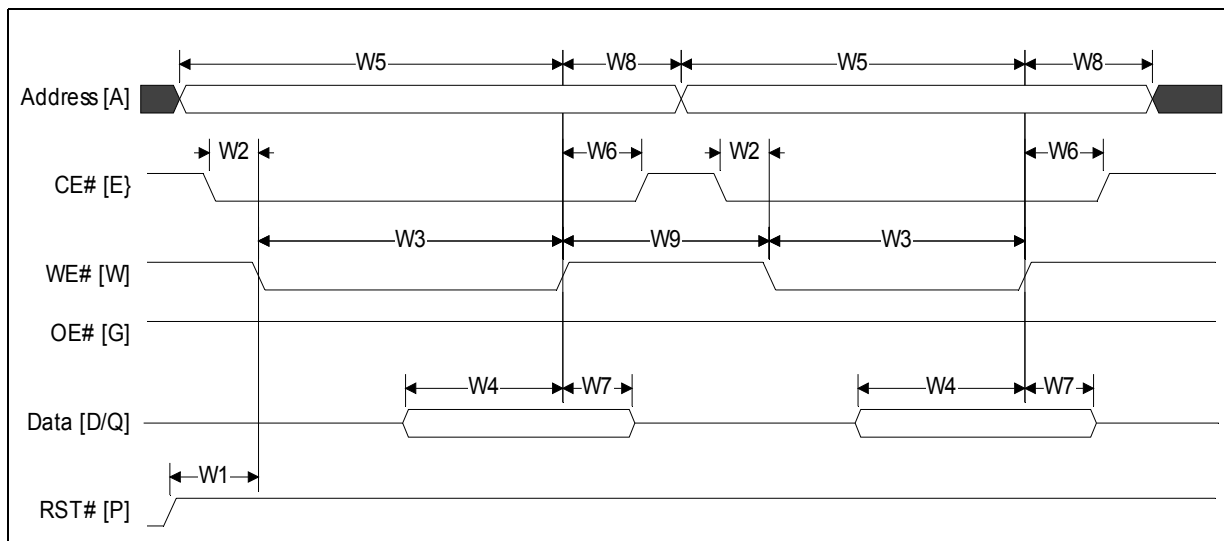 W5 W8 W5 W8
Address [A]
W2 W6 W2 W6
CE# [E}
W3 W9 W3
WE# [W]
OE# [G]
W4 W7 W4 W7
Data [D/Q]
W1
RST# [P]